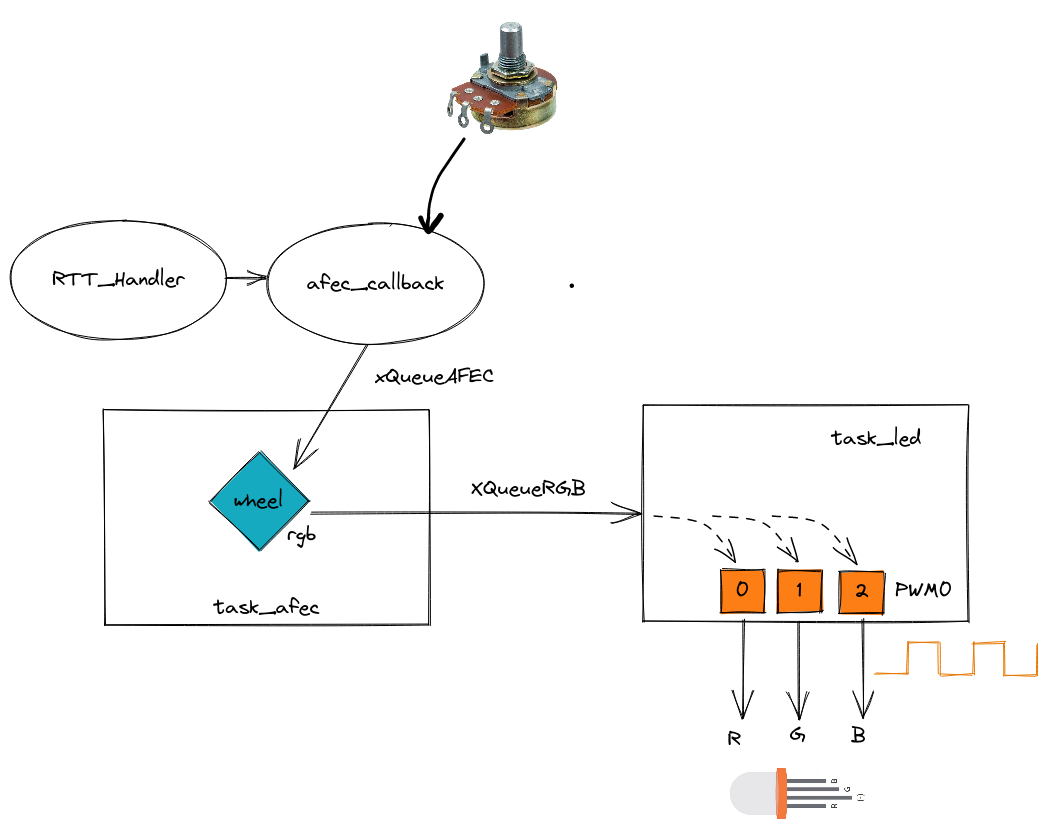 RTT_Handler
afec_callback
xQueueAFEC
task_led
wheel
rgb
XQueueRGB
0
1
2
PWM0
task_afec
R
G
B
B
G
(-)
R